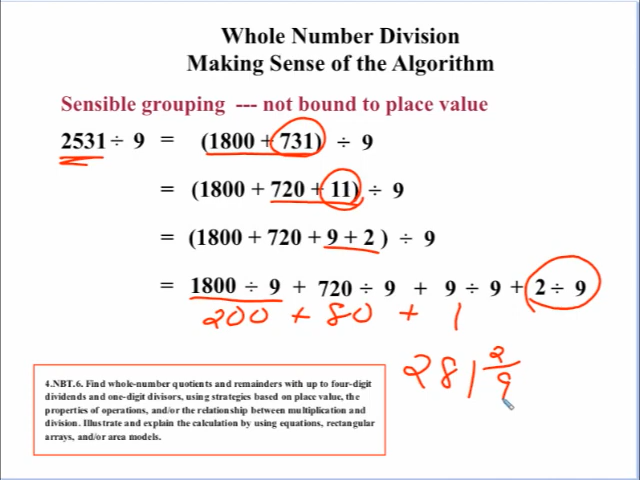 Whole Number Division
Making Sense of the Algorithm
Sensible grouping --- not bound to place value
2531 ÷ 9 = (1800 + 731) ÷ 9
= (1800 + 720 + 11) ÷ 9
= (1800 + 720 + 9 + 2 ) ÷ 9
= 1800 ÷ 9 + 720 ÷ 9 + 9 ÷ 9 + 2 ÷ 9
200 + 80 + 1
281 2/9
4.NBT.6. Find whole-number quotients and remainders with up to four-digit
dividends and one-digit divisors, using strategies based on place value, the
properties of operations, and/or the relationship between multiplication and
division. Illustrate and explain the calculation by using equations, rectangular
arrays, and/or area models.